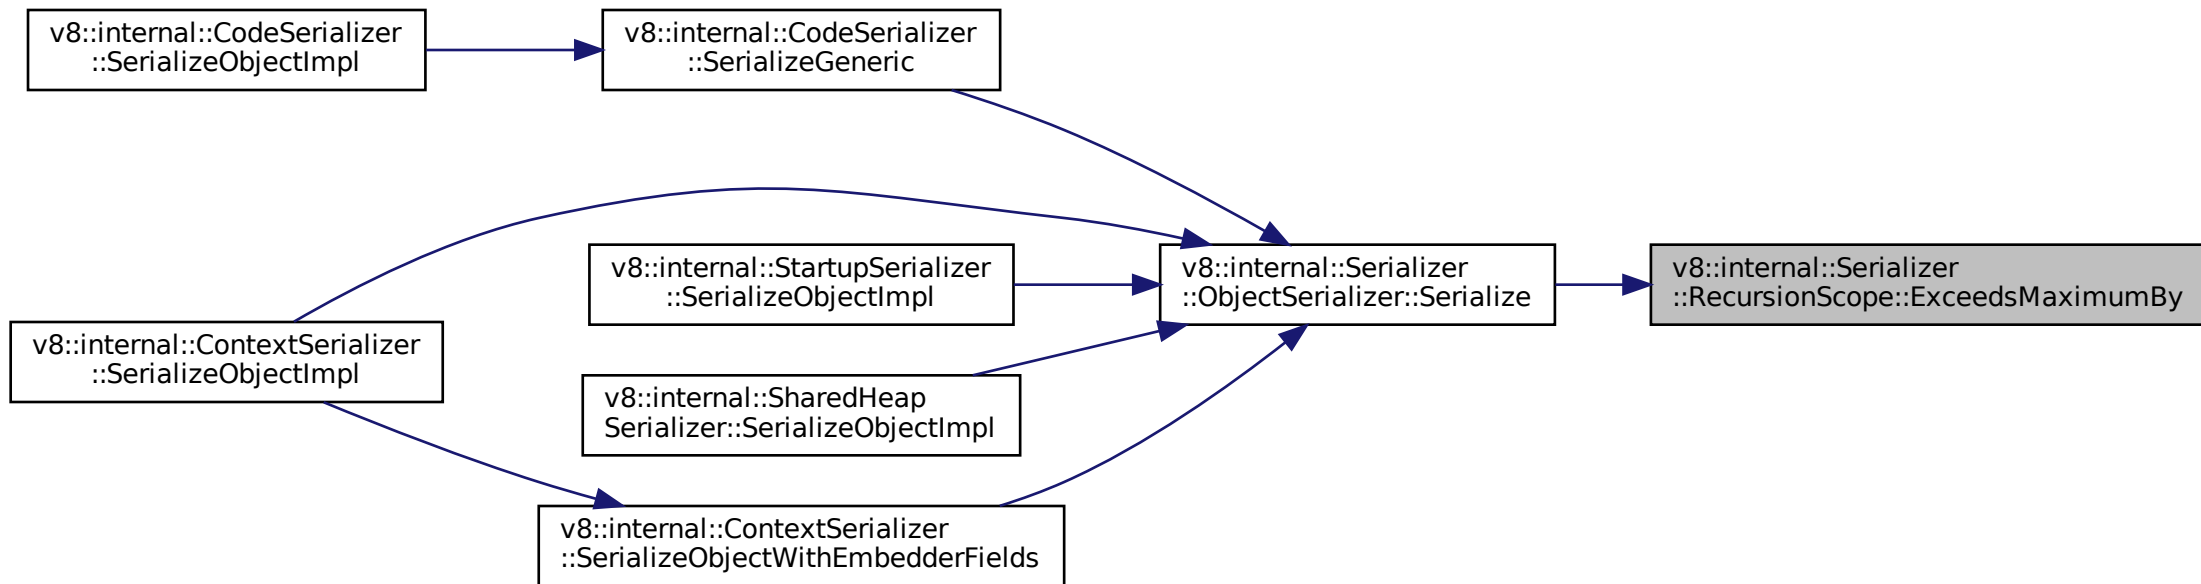 v8::internal::CodeSerializer
::SerializeObjectImpl
v8::internal::CodeSerializer
::SerializeGeneric
v8::internal::StartupSerializer
::SerializeObjectImpl
v8::internal::Serializer
::ObjectSerializer::Serialize
v8::internal::Serializer
::RecursionScope::ExceedsMaximumBy
v8::internal::ContextSerializer
::SerializeObjectImpl
v8::internal::SharedHeap
Serializer::SerializeObjectImpl
v8::internal::ContextSerializer
::SerializeObjectWithEmbedderFields